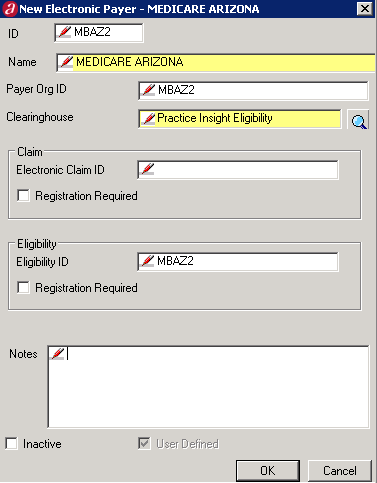 New Electronic Payer - MEDICARE ARIZONA
ID MBAZ2
Name MEDICARE ARIZONA
Payer Org ID MBAZ2
Clearinghouse Practice Insight Eligibility
Claim
Electronic Claim ID
Registration Required
Eligibility
Eligibility ID MBAZ2
Registration Required
Notes
Inactive User Defined
OK Cancel